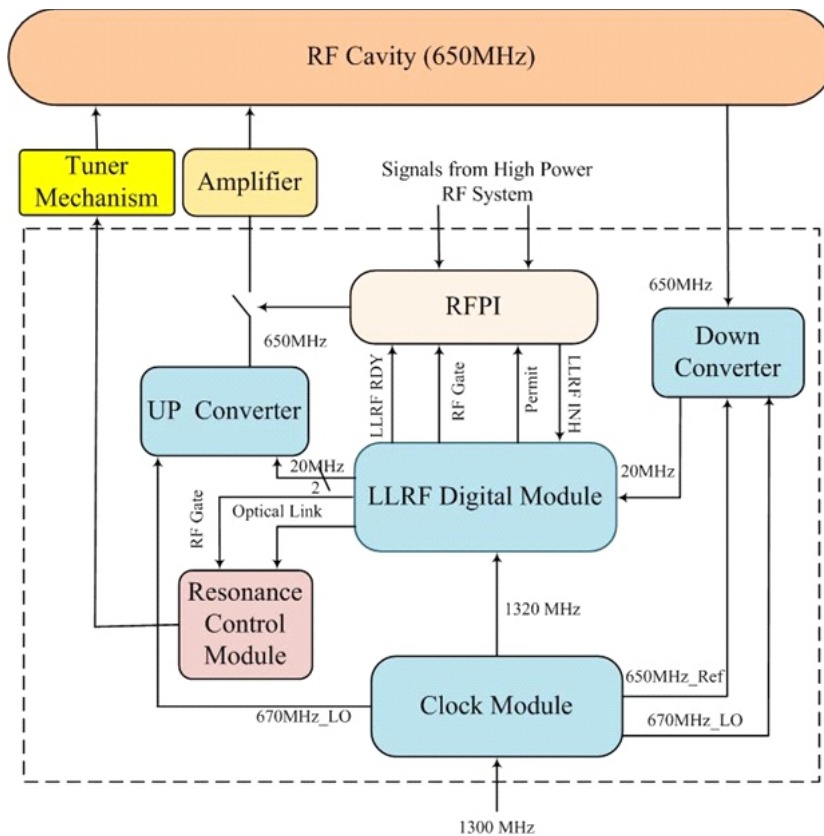 RF Cavity (650MHz)
Tuner
Mechanism
Amplifier
Signals from High Power
RF System
650MHz
RFPI
Down
Converter
650MHz
UP Converter
LLRF RDY
RF Gate
Permit
LLRF INH
20MHz
2
20MHz
LLRF Digital Module
RF Gate
Optical Link
Resonance
Control
Module
1320 MHz
Clock Module
650MHz_Ref
670MHz_LO
670MHz_LO
1300 MHz